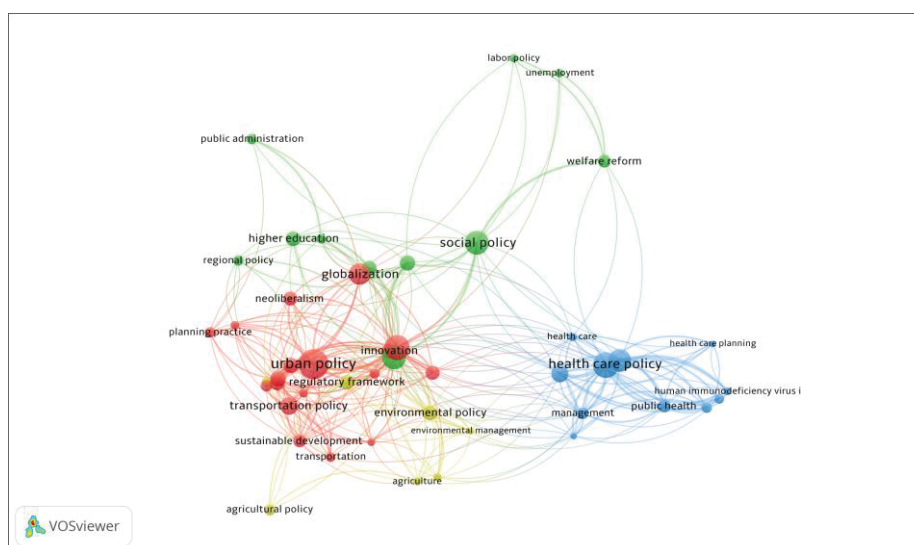 labor policy
unemployment
public administration
welfare reform
higher education
social policy
regional policy
globalization
neoliberalism
planning practice
health care
innovation
health care planning
urban policy
health care policy
regulatory framework
human immunodeficiency virus i
transportation policy
public health
environmental policy
management
environmental management
sustainable development
transportation
agriculture
agricultural policy
VOSviewer